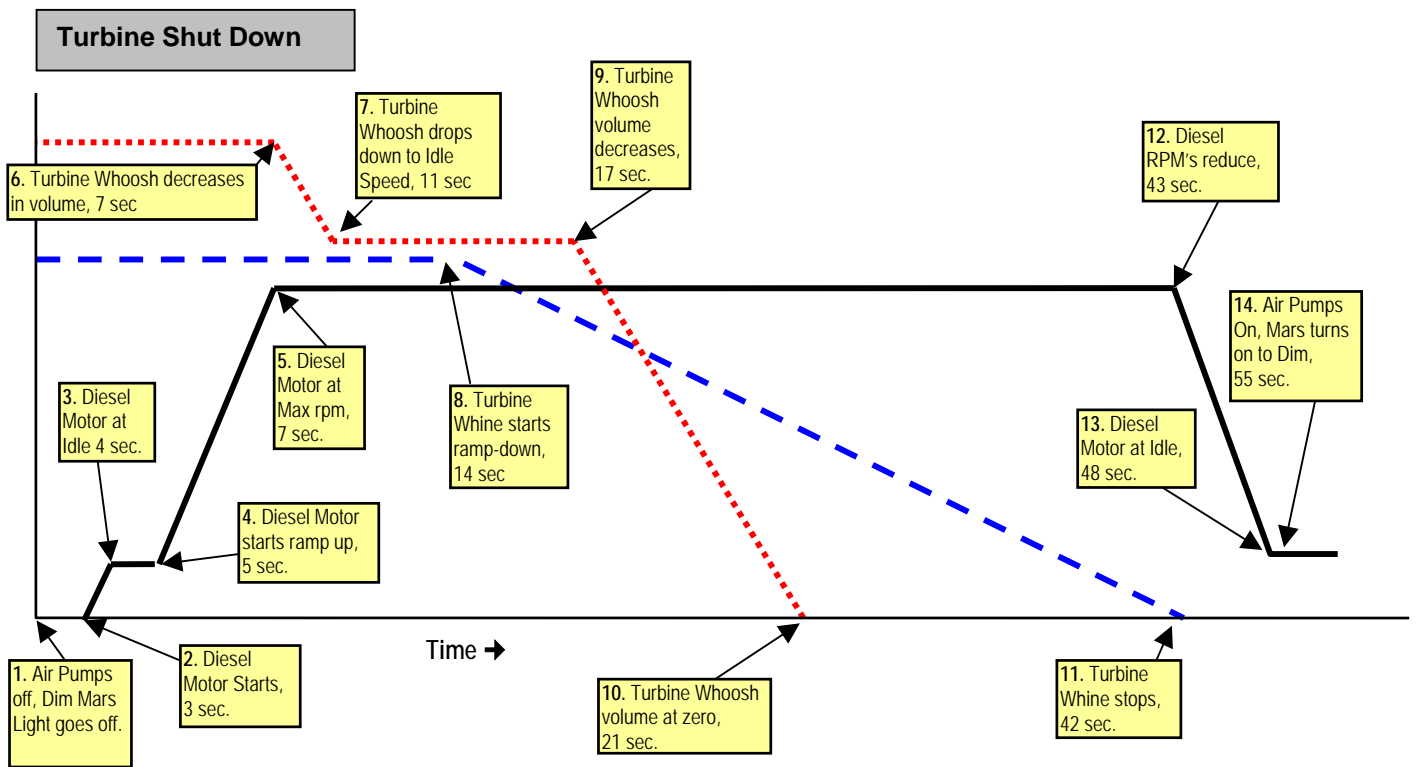 Turbine Shut Down
7. Turbine
Whoosh drops
down to Idle
Speed, 11 sec
9. Turbine
Whoosh
volume
decreases,
17 sec.
12. Diesel
RPM's reduce,
43 sec.
6. Turbine Whoosh decreases
in volume, 7 sec
14. Air Pumps
On, Mars turns
on to Dim,
55 sec.
5. Diesel
Motor at
Max rpm,
7 sec.
3. Diesel
Motor at
Idle 4 sec.
8. Turbine
Whine starts
ramp-down,
14 sec
13. Diesel
Motor at Idle,
48 sec.
4. Diesel Motor
starts ramp up,
5 sec.
Time ➔
1. Air Pumps
off, Dim Mars
Light goes off.
2. Diesel
Motor Starts,
3 sec.
10. Turbine Whoosh
volume at zero,
21 sec.
11. Turbine
Whine stops,
42 sec.